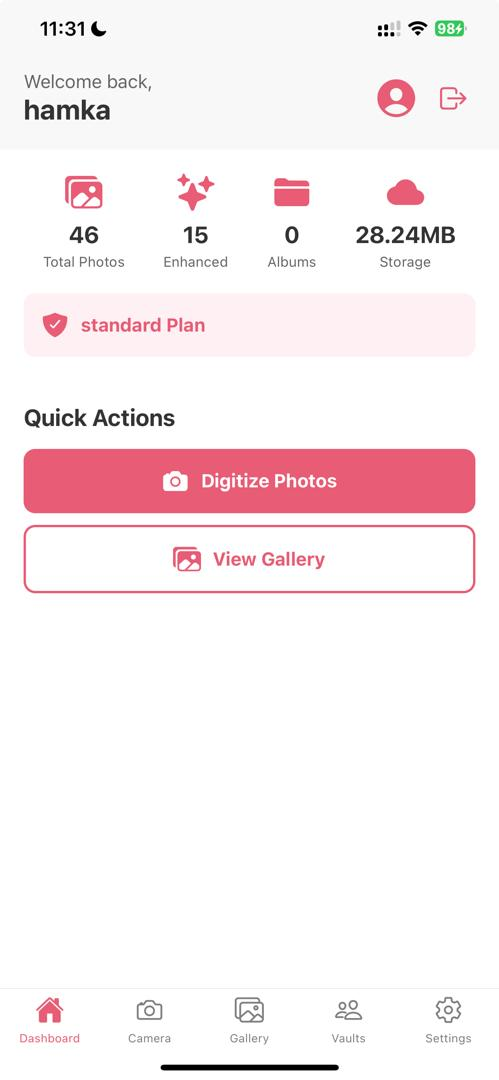 11:31
98
Welcome back,
hamka
46 15 0 28.24MB
Total Photos Enhanced Albums Storage
standard Plan
Quick Actions
Digitize Photos
View Gallery
Dashboard Camera Gallery Vaults Settings